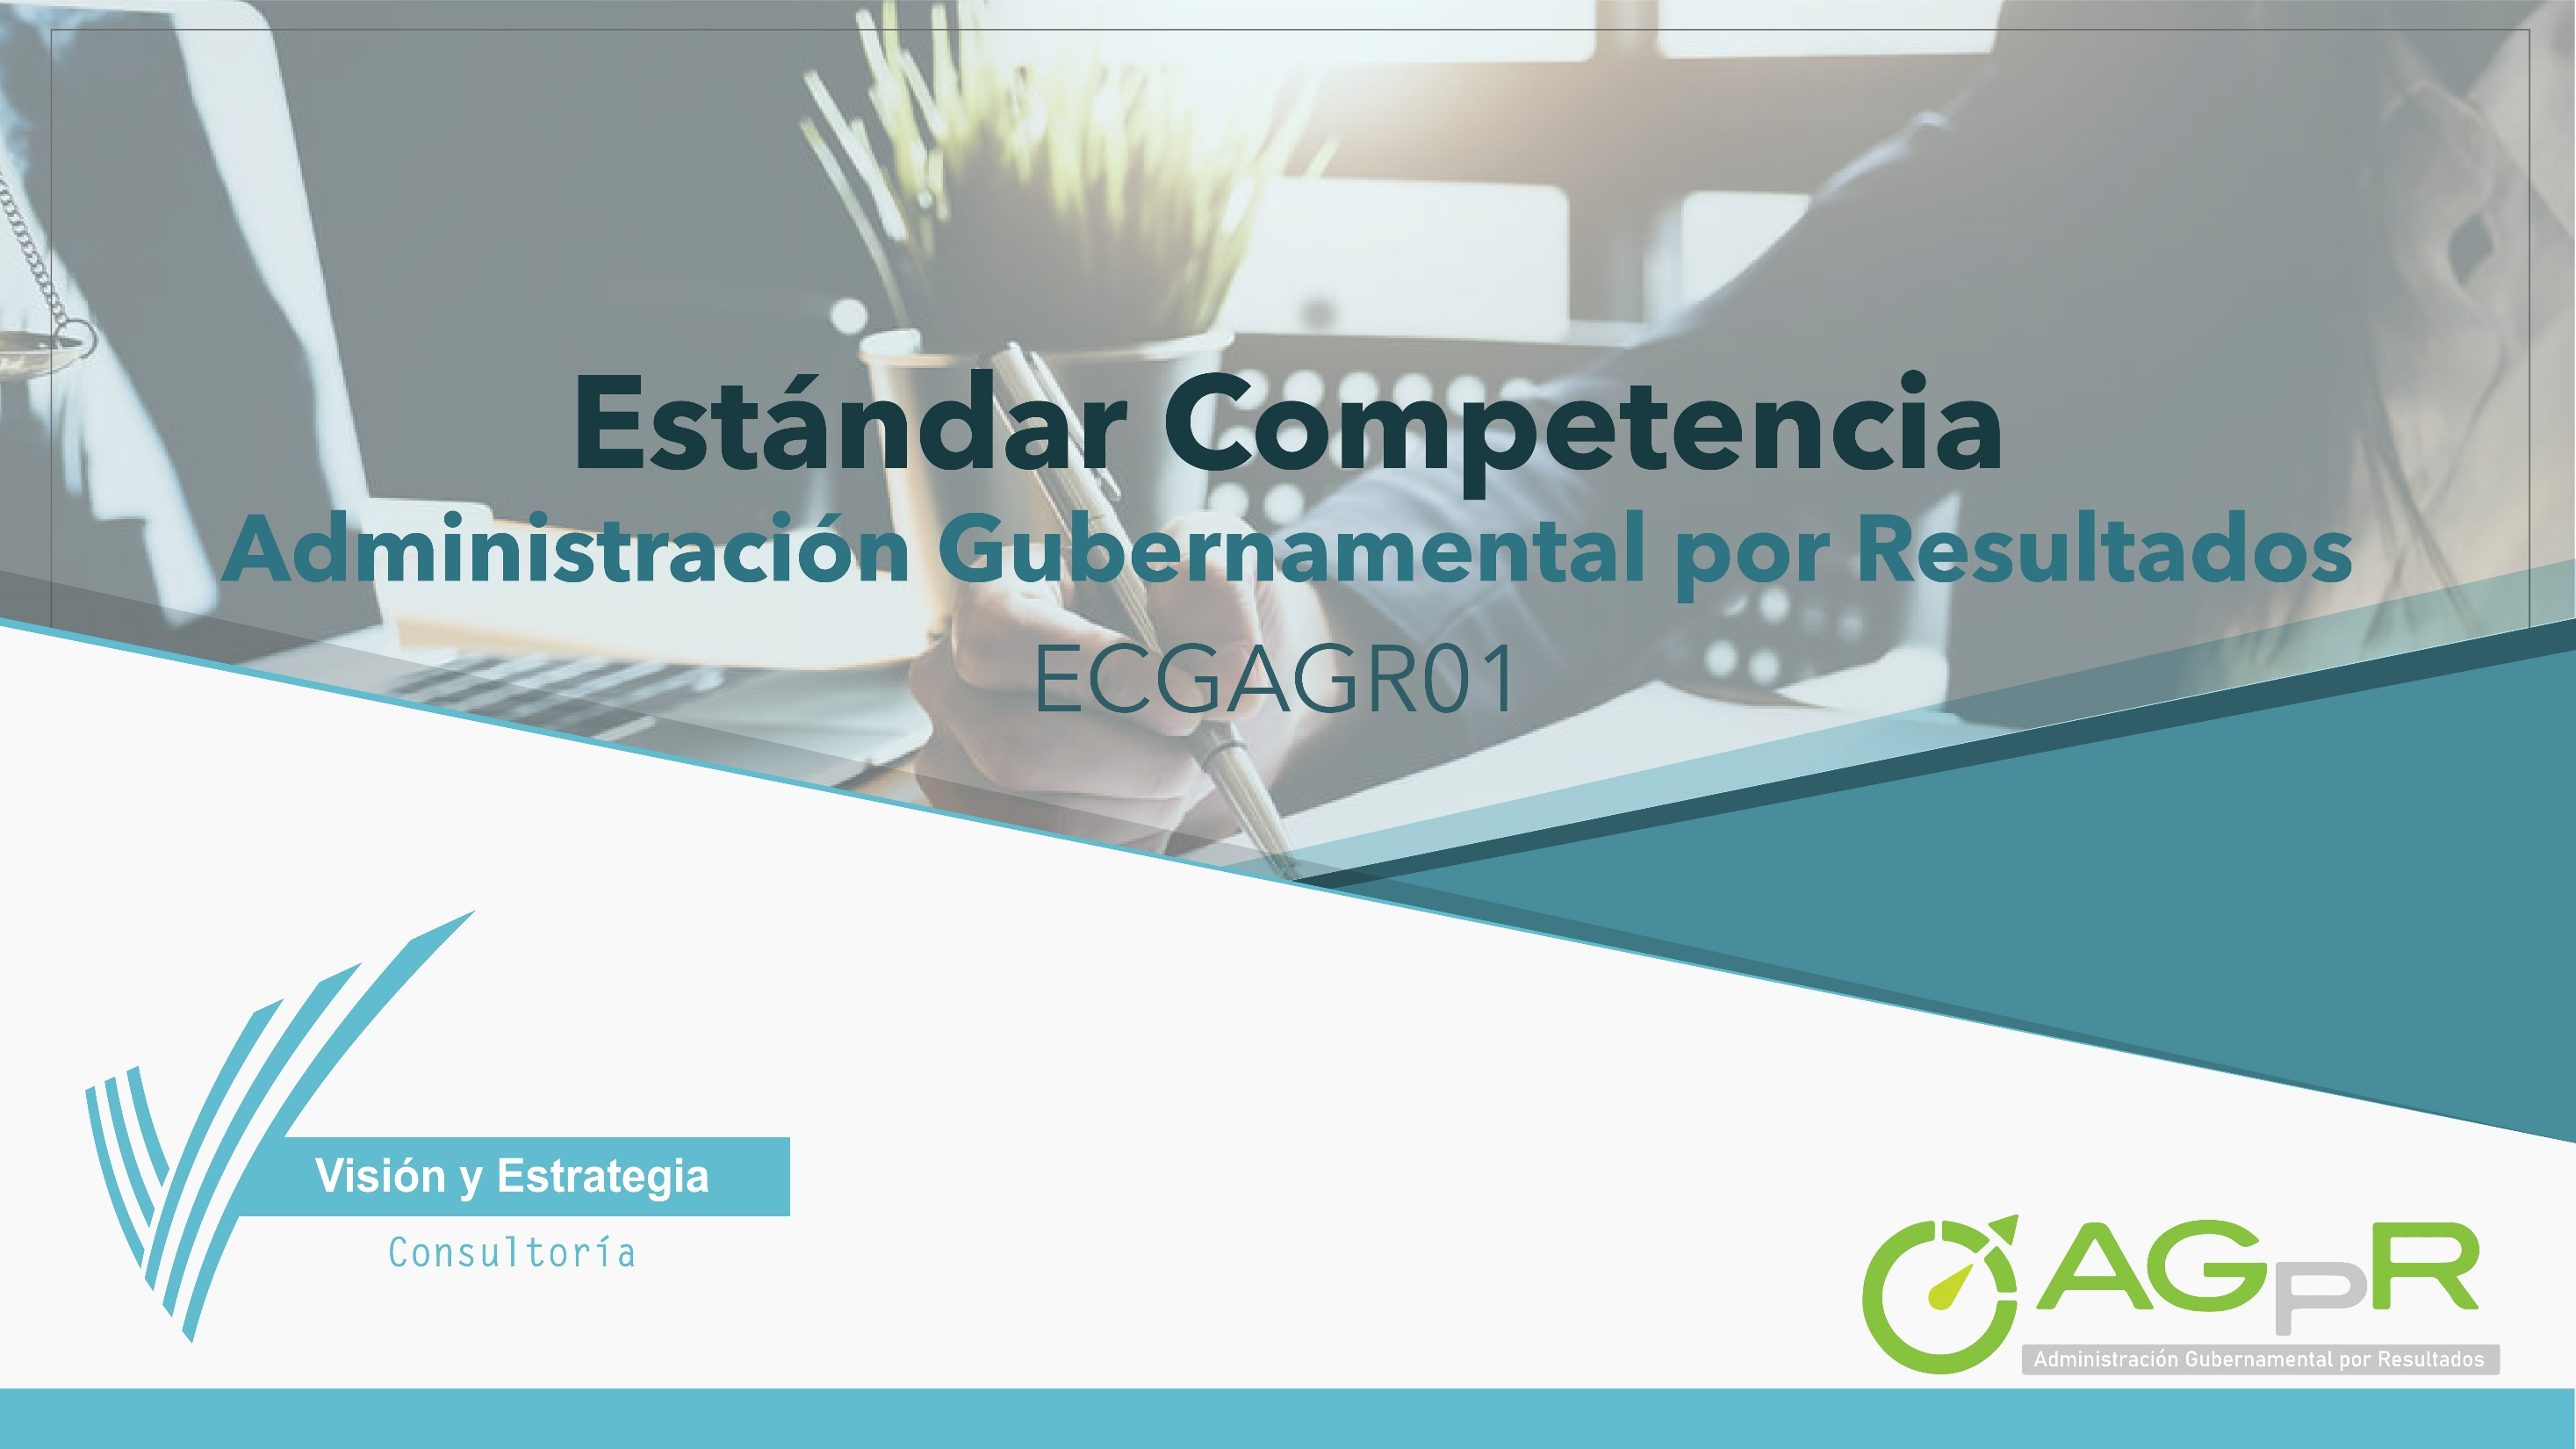 Estándar Competencia
Administración Gubernamental por Resultados
ECGAGR01
Visión y Estrategia
Consultoría
AGpR
Administración Gubernamental por Resultados